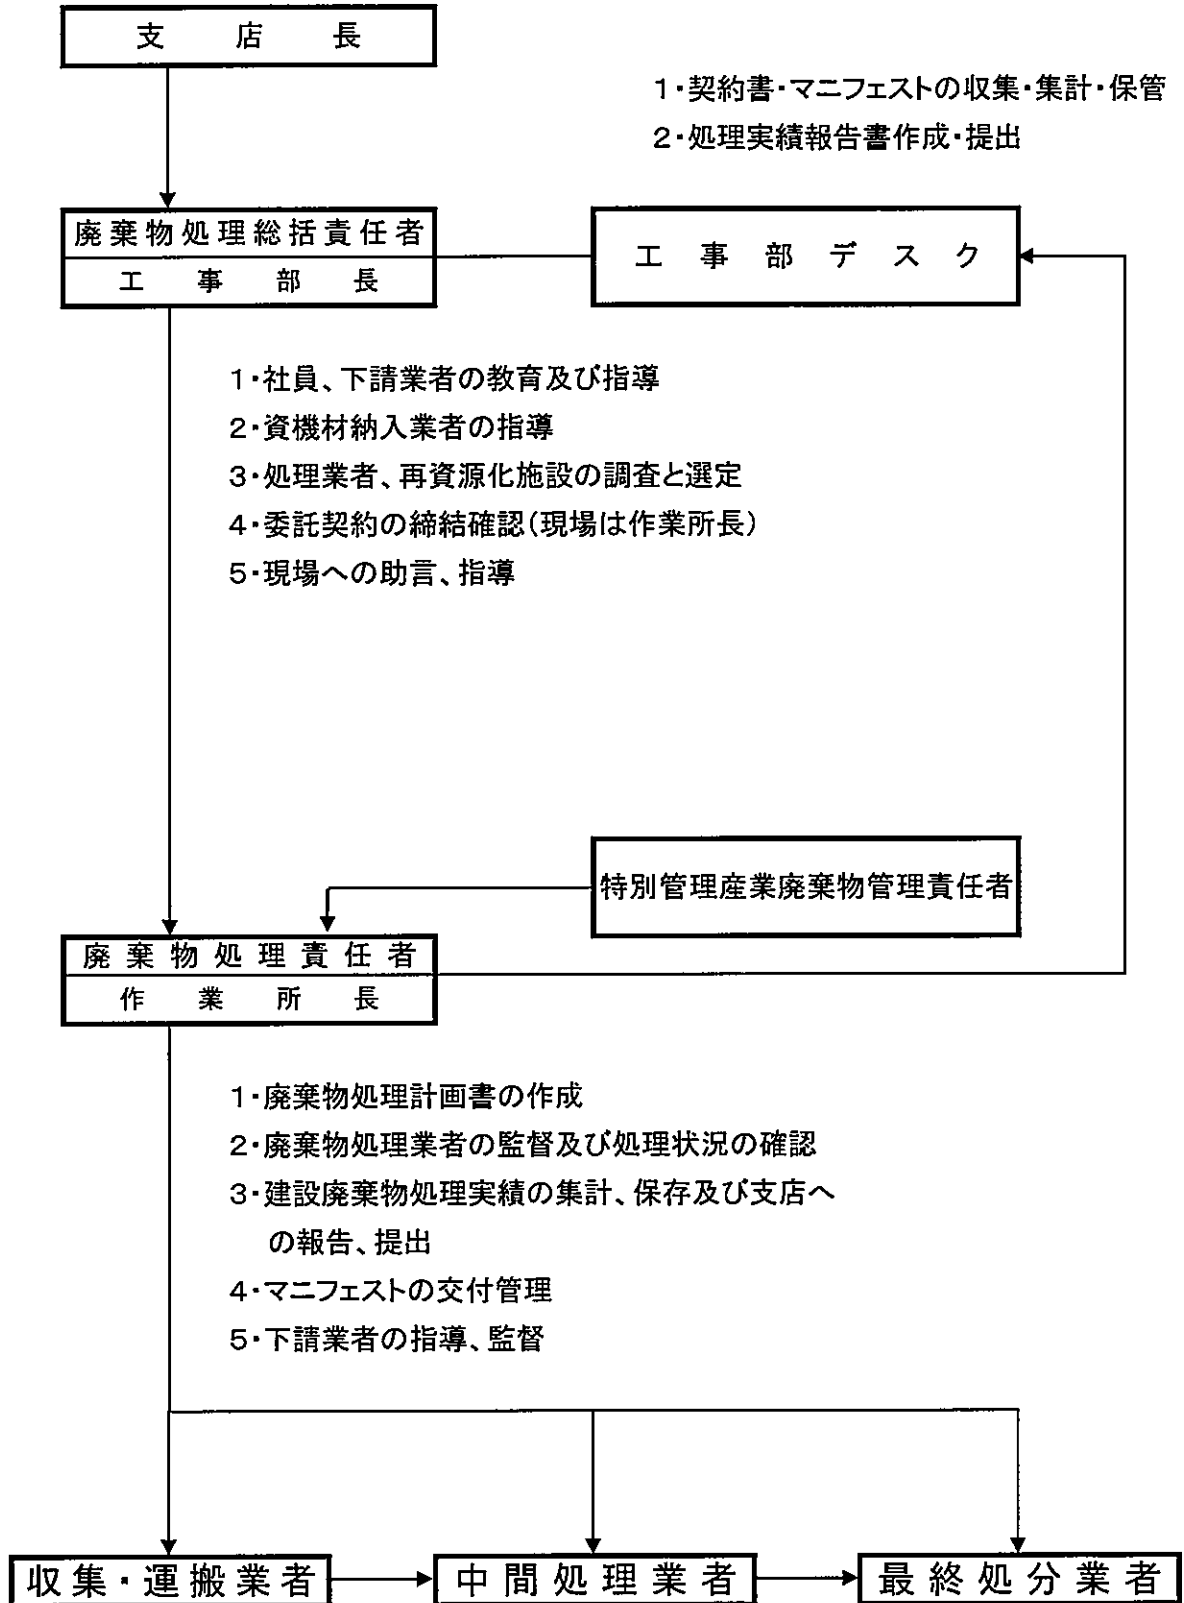 支店長
1・契約書・マニフェストの収集・集計・保管
2・処理実績報告書作成・提出
廃棄物処理総括責任者
工事部長
工事部デスク
1・社員、下請業者の教育及び指導
2・資機材納入業者の指導
3・処理業者、再資源化施設の調査と選定
4・委託契約の締結確認(現場は作業所長)
5・現場への助言、指導
特別管理産業廃棄物管理責任者
廃棄物処理責任者
作業所長
1・廃棄物処理計画書の作成
2・廃棄物処理業者の監督及び処理状況の確認
3・建設廃棄物処理実績の集計、保存及び支店へ
の報告、提出
4・マニフェストの交付管理
5・下請業者の指導、監督
収集・運搬業者
中間処理業者
最終処分業者